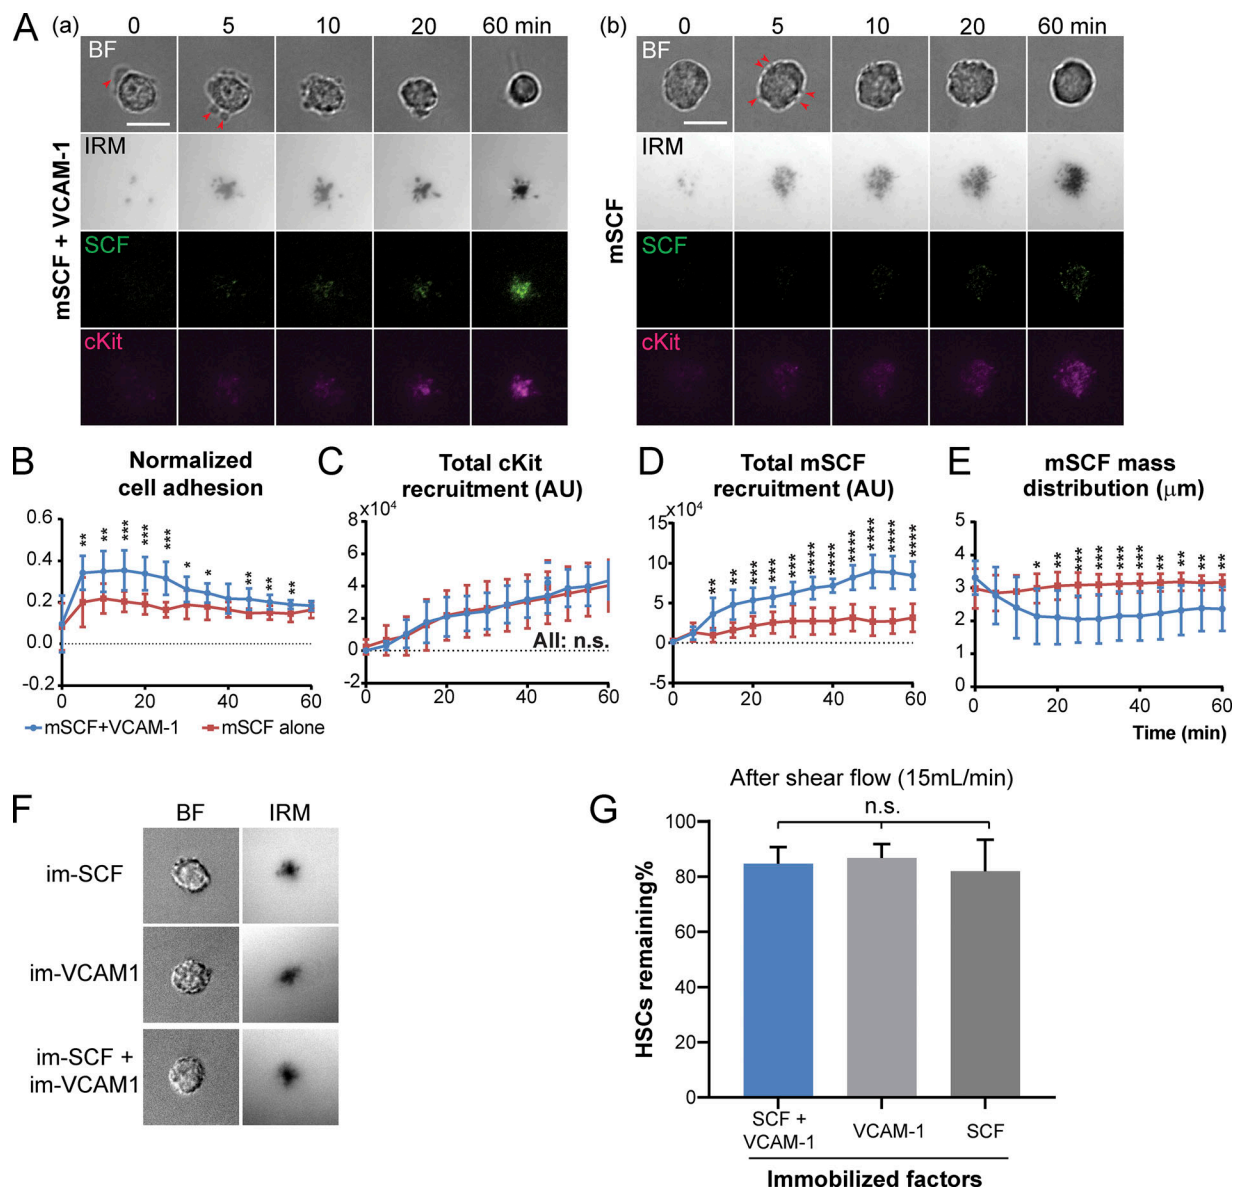 A (a) 0 5 10 20 60 min
BF
IRM
SCF
cKit
mSCF + VCAM-1
(b) 0 5 10 20 60 min
BF
IRM
SCF
cKit
mSCF
B Normalized
cell adhesion
0.6
0.4
0.2
0.0
-0.2
** ** *** *** *** * * ** ** **
0 20 40 60
mSCF+VCAM-1 mSCF alone
C Total cKit
recruitment (AU)
x10⁴
8
6
4
2
0
-2
All: n.s.
0 20 40 60
D Total mSCF
recruitment (AU)
x10⁴
15
10
5
0
-5
** ** *** *** **** **** **** **** **** **** ****
0 20 40 60
E mSCF mass
distribution (μm)
5
4
3
2
1
0
* ** *** *** *** *** ** ** ** **
0 20 40 60
Time (min)
F BF IRM
im-SCF
im-VCAM1
im-SCF +
im-VCAM1
G
After shear flow (15mL/min)
n.s.
HSCs remaining%
100
80
60
40
20
0
SCF +
VCAM-1
VCAM-1
SCF
Immobilized factors